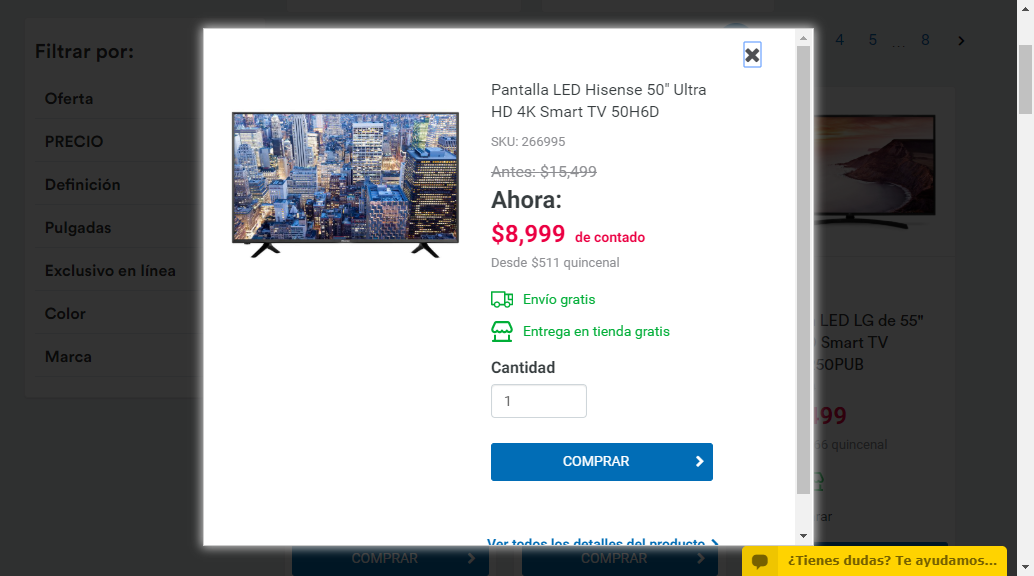 Filtrar por:
Oferta
PRECIO
Definición
Pulgadas
Exclusivo en línea
Color
Marca
4 5 ... 8
Pantalla LED Hisense 50" Ultra
HD 4K Smart TV 50H6D
SKU: 266995
Antes: $15,499
Ahora:
$8,999 de contado
Desde $511 quincenal
Envío gratis
Entrega en tienda gratis
Cantidad
1
COMPRAR
Ver todos los detalles del producto
LED LG de 55"
Smart TV
50PUB
499
66 quincenal
rar
COMPRAR
COMPRAR
¿Tienes dudas? Te ayudamos...